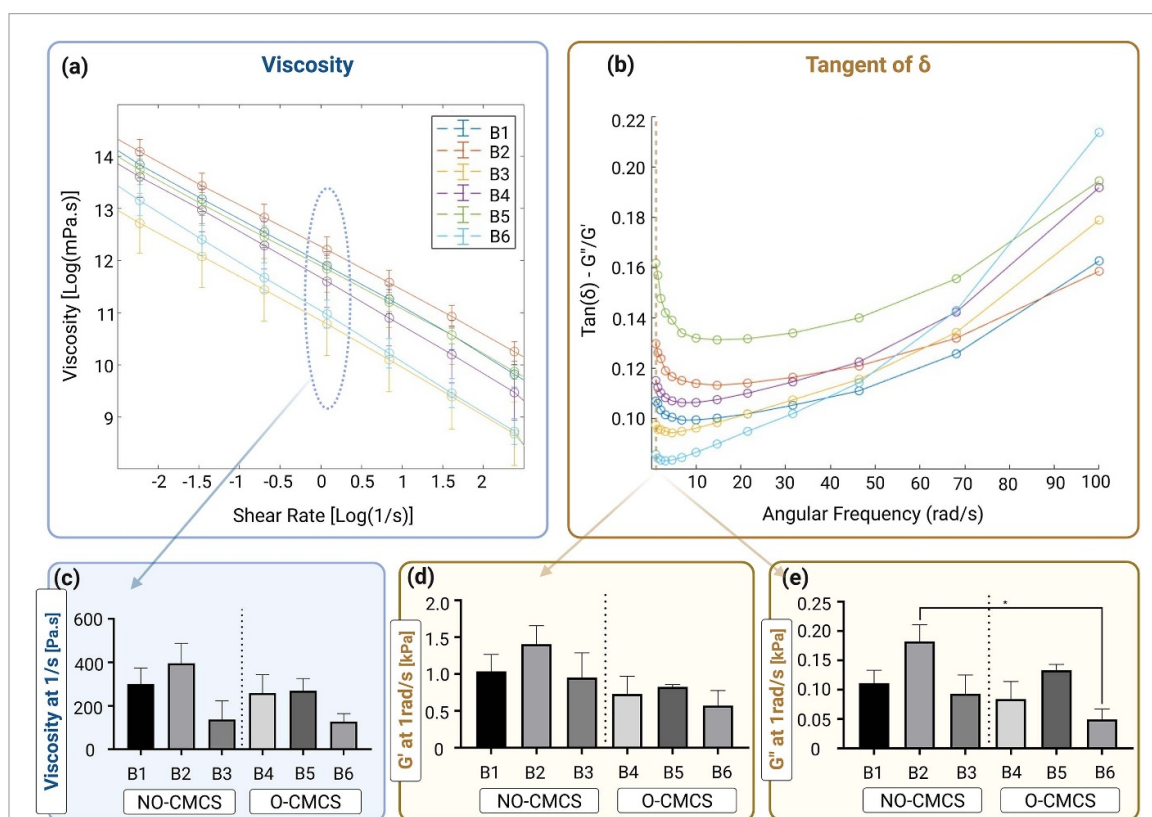 (a)
Viscosity
14
13
12
11
10
9
Viscosity [Log(mPa.s)]
B1
B2
B3
B4
B5
B6
-2 -1.5 -1 -0.5 0 0.5 1 1.5 2
Shear Rate [Log(1/s)]
(b)
Tangent of δ
0.22
0.20
0.18
0.16
0.14
0.12
0.10
Tan(δ) - G"/G'
10 20 30 40 50 60 70 80 90 100
Angular Frequency (rad/s)
(c)
Viscosity at 1/s [Pa.s]
600
400
200
0
B1 B2 B3 B4 B5 B6
NO-CMCS O-CMCS
(d)
G" at 1rad/s [kPa]
2.0
1.5
1.0
0.5
0
B1 B2 B3 B4 B5 B6
NO-CMCS O-CMCS
(e)
G" at 1rad/s [kPa]
0.25
0.20
0.15
0.10
0.05
0
*
B1 B2 B3 B4 B5 B6
NO-CMCS O-CMCS